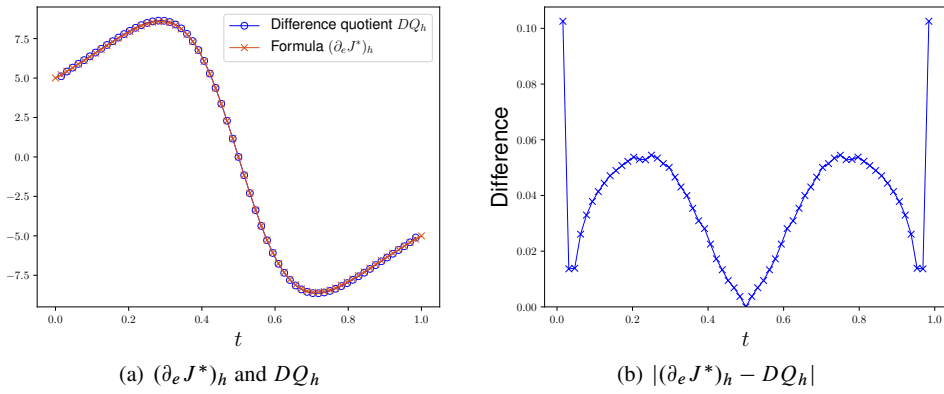 7.5
5.0
2.5
0.0
−2.5
−5.0
−7.5
0.0 0.2 0.4 0.6 0.8 1.0
t
Difference quotient DQ_h
Formula (∂_e J*)_h
(a) (∂_e J*)_h and DQ_h
Difference
0.10
0.08
0.06
0.04
0.02
0.00
0.0 0.2 0.4 0.6 0.8 1.0
t
(b) |(∂_e J*)_h − DQ_h|